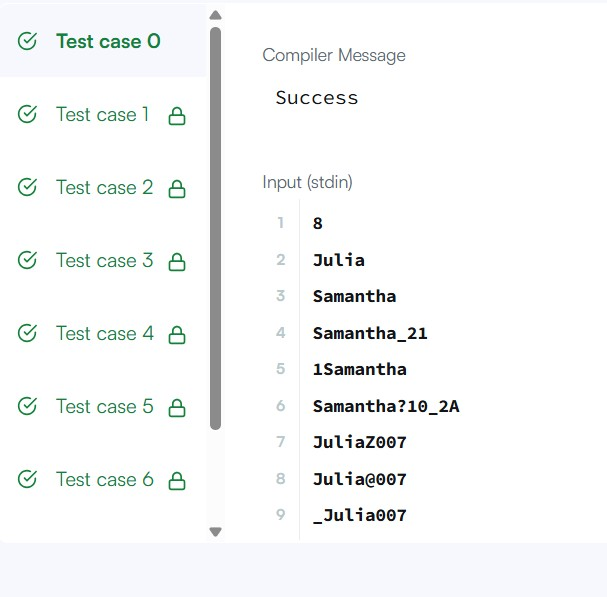 Test case 0
Test case 1
Test case 2
Test case 3
Test case 4
Test case 5
Test case 6
Compiler Message
Success
Input (stdin)
1 8
2 Julia
3 Samantha
4 Samantha_21
5 1Samantha
6 Samantha?10_2A
7 JuliaZ007
8 Julia@007
9 _Julia007